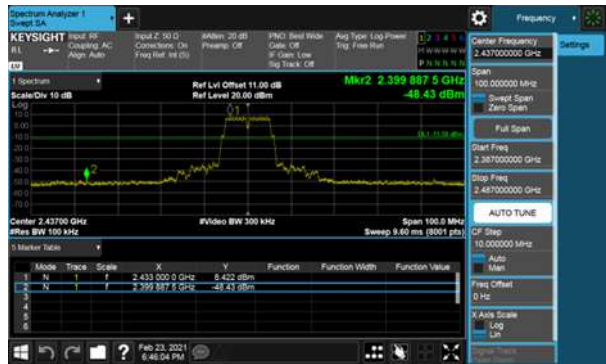 Spectrum Analyzer 1
Swept SA
+
Frequency
KEYSIGHT Input: RF Input Z: 50 Ω #Atten: 20 dB PNO: Best Wide Avg Type: Log-Power 1 2 3 4 5 6
R L Coupling: AC Corrections: On Preamp: Off Gate: Off Trig: Free Run
Align: Auto Freq Ref: Int (S) IF Gain: Low
Sig Track: Off
LV
P N N N N N
1 Spectrum
Scale/Div 10 dB
Ref Lvl Offset 11.00 dB
Ref Level 20.00 dBm
Mkr2 2.399 887 5 GHz
-48.43 dBm
Log
10.0
0.00
1
2
Center 2.43700 GHz
#Res BW 100 kHz
#Video BW 300 kHz
Span 100.0 MHz
Sweep 9.60 ms (8001 pts)
5 Marker Table
Mode Trace Scale X Y Function Function Width Function Value
1 N 1 f 2.433 000 0 GHz 8.422 dBm
2 N 1 f 2.399 887 5 GHz -48.43 dBm
3
4
5
6
Center Frequency
2.437000000 GHz
Settings
Span
100.000000 MHz
Swept Span
Zero Span
Full Span
Start Freq
2.387000000 GHz
Stop Freq
2.487000000 GHz
AUTO TUNE
CF Step
10.000000 MHz
Auto
Man
Freq Offset
0 Hz
X Axis Scale
Log
Lin
?
Feb 23, 2021
6:46:04 PM